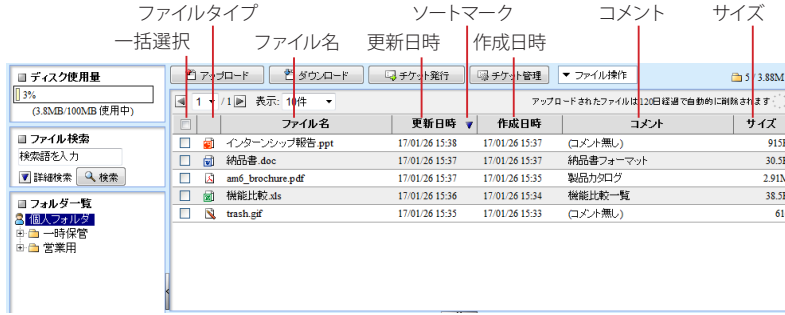 ファイルタイプ ソートマーク コメント サイズ
一括選択 ファイル名 更新日時 作成日時
ディスク使用量
3%
(3.8MB/100MB 使用中)
ファイル検索
検索語を入力
詳細検索 検索
フォルダ一覧
個人フォルダ
一時保管
営業用
アップロード ダウンロード チケット発行 チケット管理 ▼ ファイル操作 5 / 3.88M
1 / 1 表示: 10件 アップロードされたファイルは120日経過で自動的に削除されます
ファイル名 更新日時 ▼ 作成日時 コメント サイズ
インターンシップ報告.ppt 17/01/26 15:38 17/01/26 15:37 (コメント無し) 915
納品書.doc 17/01/26 15:37 17/01/26 15:37 納品書フォーマット 30.5
am6_brochure.pdf 17/01/26 15:37 17/01/26 15:35 製品カタログ 2.91M
機能比較.xls 17/01/26 15:36 17/01/26 15:34 機能比較一覧 38.5
trash.gif 17/01/26 15:35 17/01/26 15:33 (コメント無し) 61